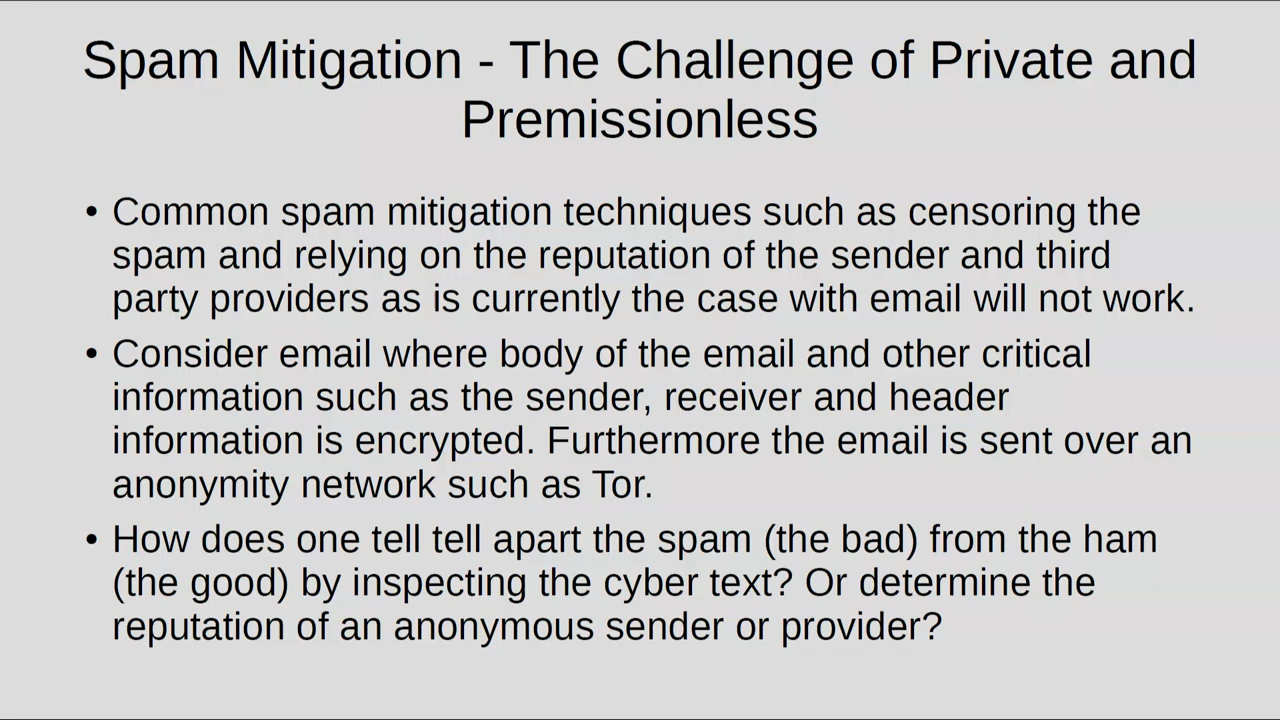 Spam Mitigation - The Challenge of Private and
Premissionless
• Common spam mitigation techniques such as censoring the
spam and relying on the reputation of the sender and third
party providers as is currently the case with email will not work.
• Consider email where body of the email and other critical
information such as the sender, receiver and header
information is encrypted. Furthermore the email is sent over an
anonymity network such as Tor.
• How does one tell tell apart the spam (the bad) from the ham
(the good) by inspecting the cyber text? Or determine the
reputation of an anonymous sender or provider?